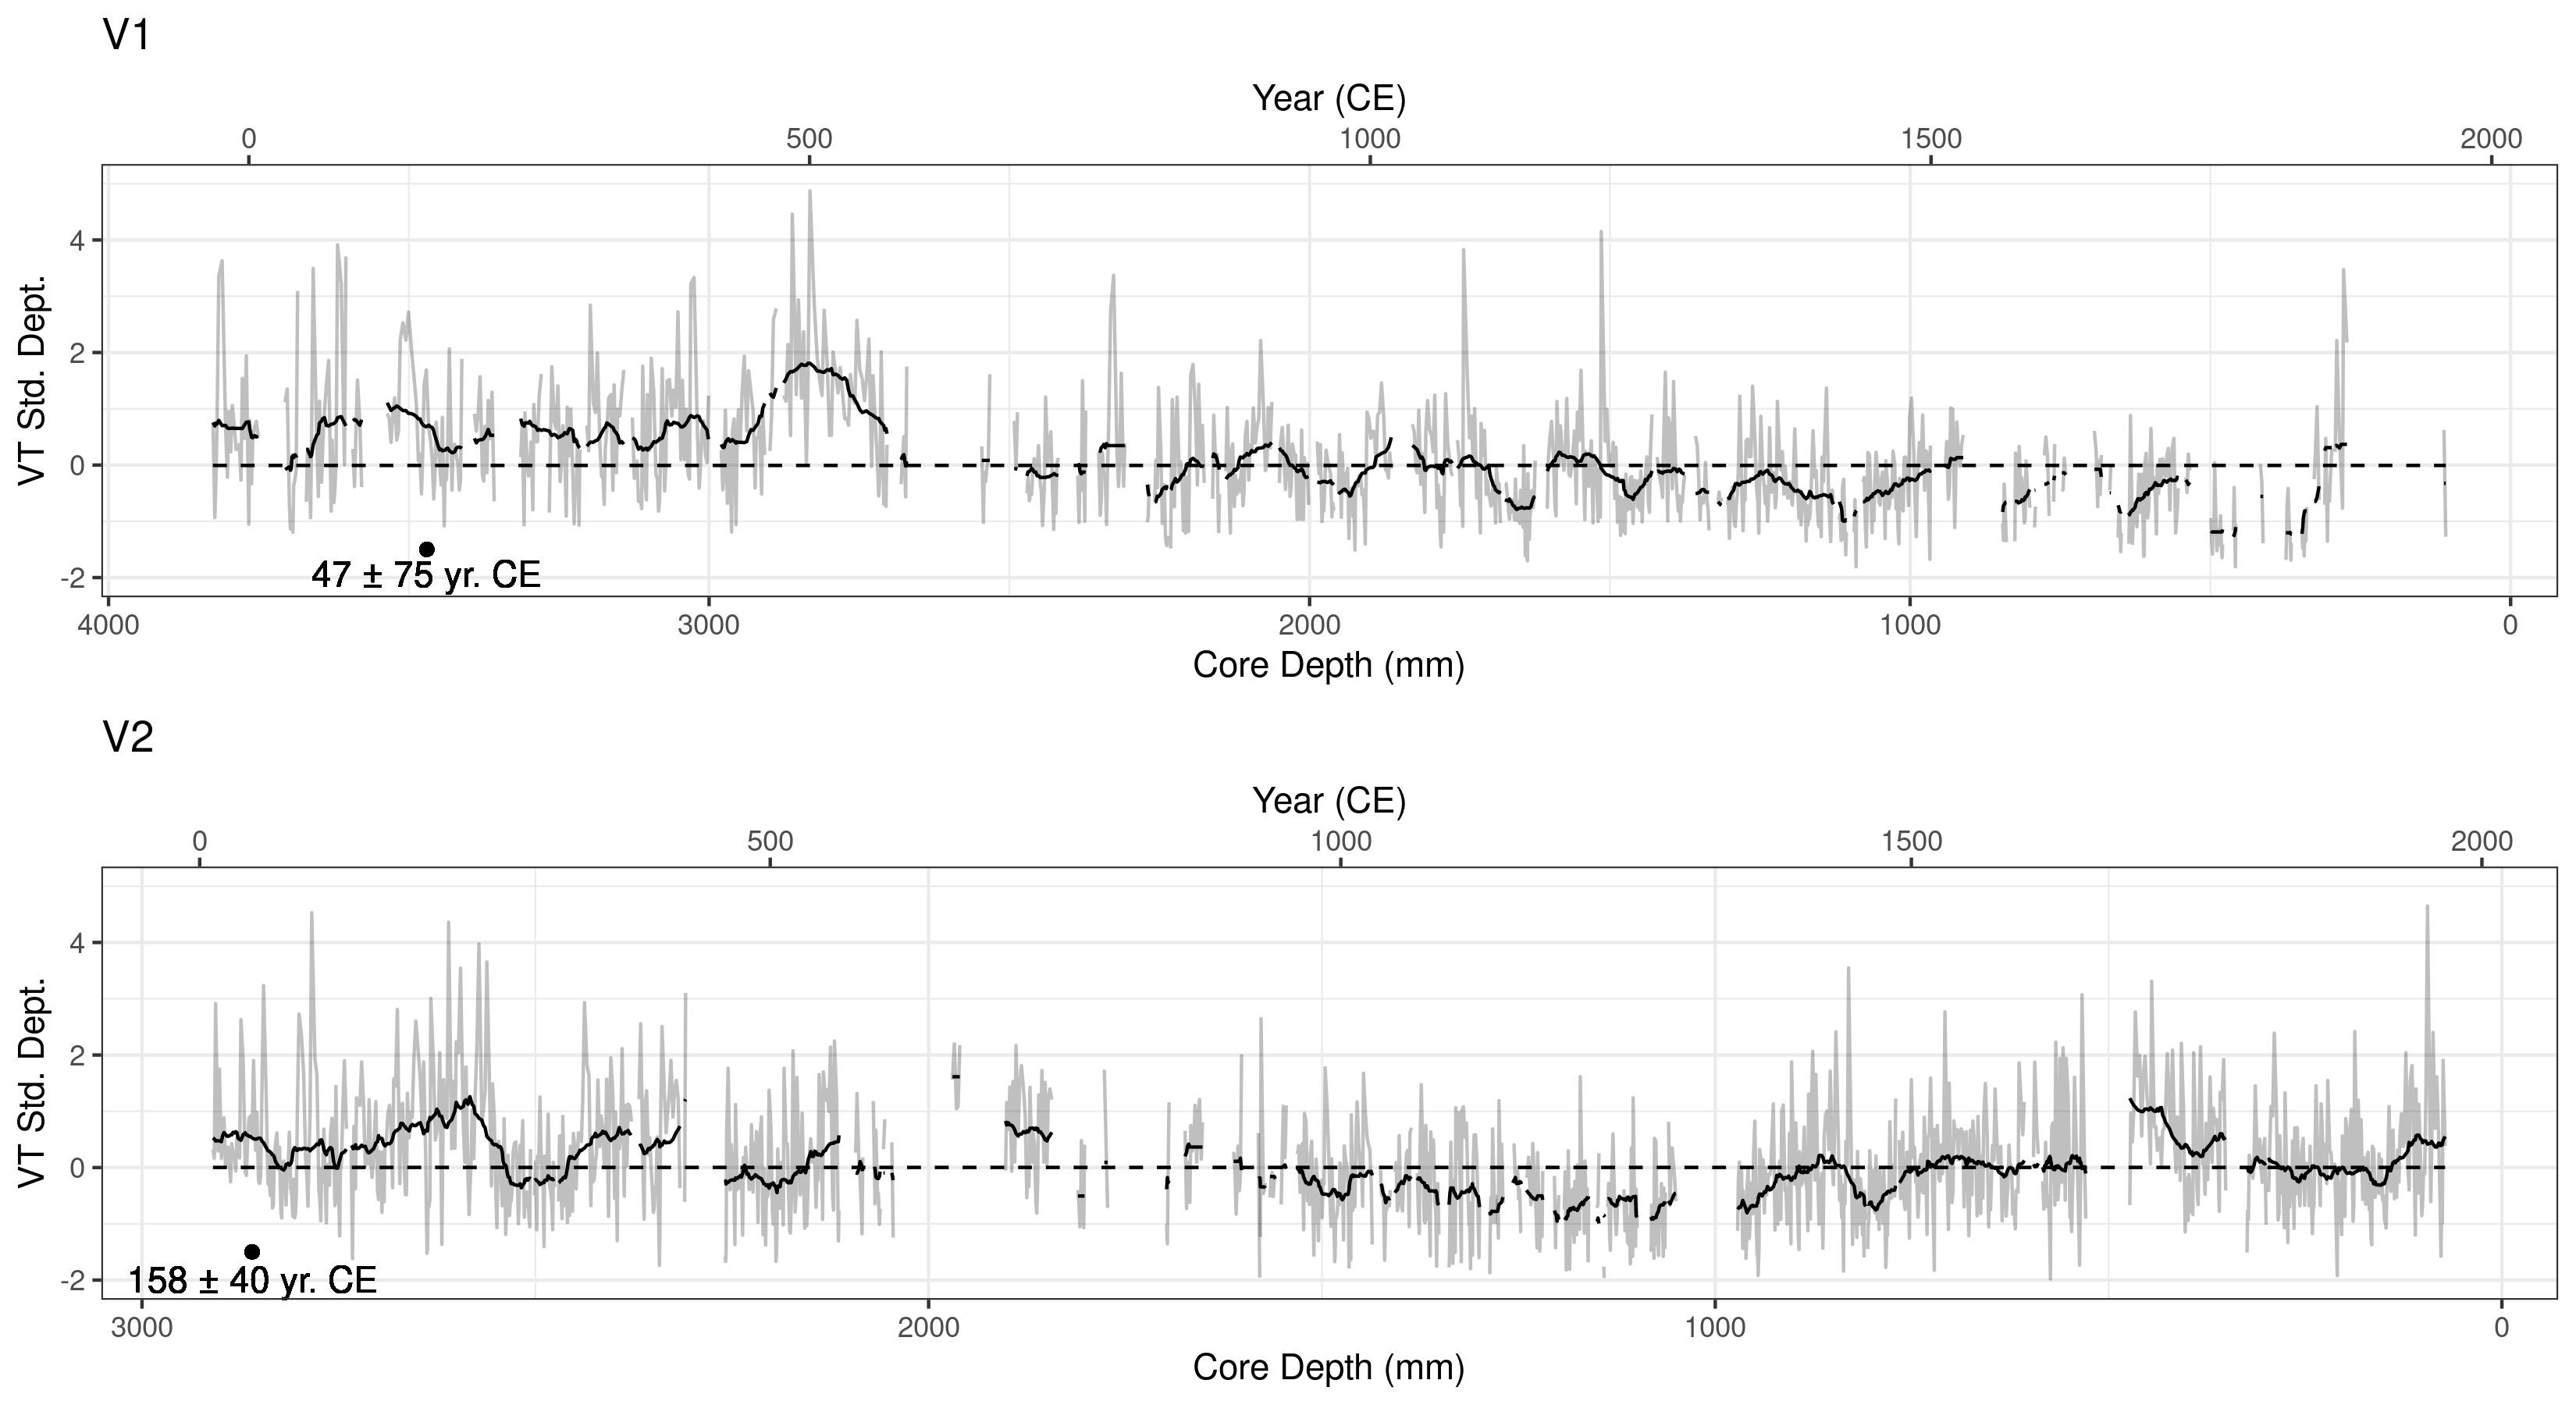 V1
Year (CE)
0 500 1000 1500 2000
VT Std. Dept.
4
2
0
-2
47 ± 75 yr. CE
4000 3000 2000 1000 0
Core Depth (mm)
V2
Year (CE)
0 500 1000 1500 2000
VT Std. Dept.
4
2
0
-2
158 ± 40 yr. CE
3000 2000 1000 0
Core Depth (mm)